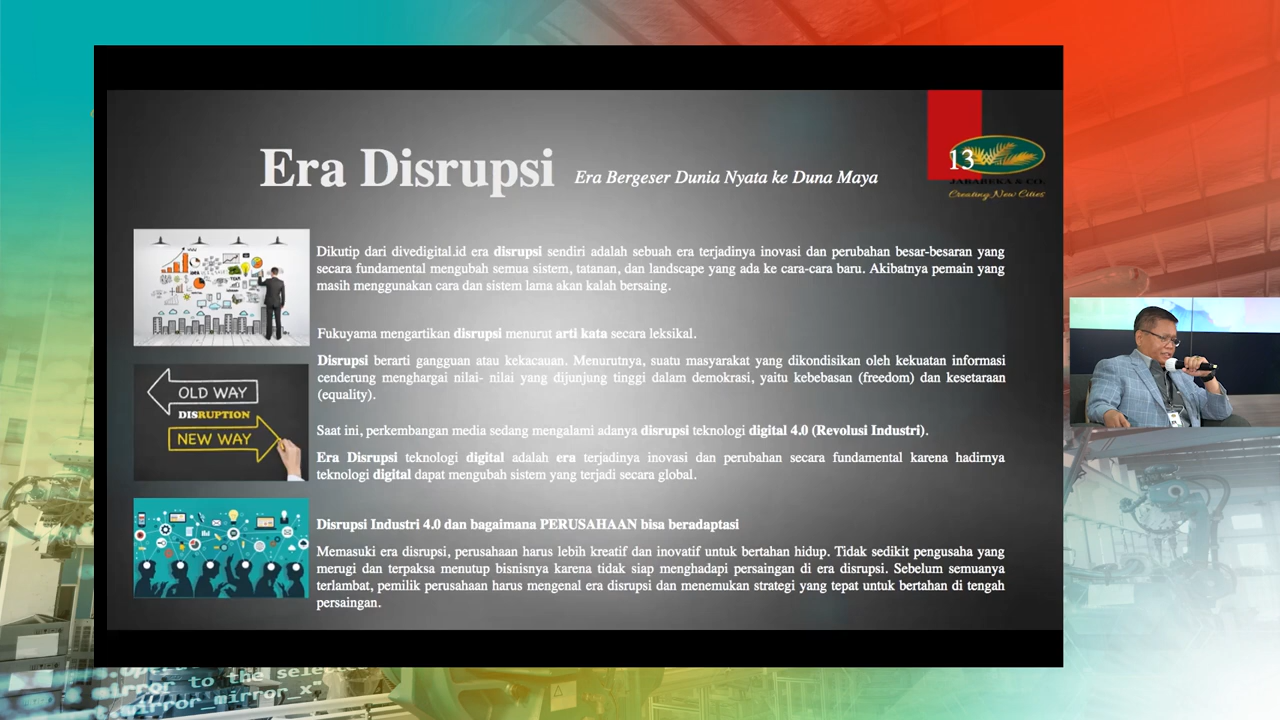 Era Disrupsi
Era Bergeser Dunia Nyata ke Duna Maya
13
JABABEKA & CO.
Creating New Cities
Dikutip dari divedigital.id era disrupsi sendiri adalah sebuah era terjadinya inovasi dan perubahan besar-besaran yang
secara fundamental mengubah semua sistem, tatanan, dan landscape yang ada ke cara-cara baru. Akibatnya pemain yang
masih menggunakan cara dan sistem lama akan kalah bersaing.
Fukuyama mengartikan disrupsi menurut arti kata secara leksikal.
Disrupsi berarti gangguan atau kekacauan. Menurutnya, suatu masyarakat yang dikondisikan oleh kekuatan informasi
cenderung menghargai nilai- nilai yang dijunjung tinggi dalam demokrasi, yaitu kebebasan (freedom) dan kesetaraan
(equality).
OLD WAY
DISRUPTION
NEW WAY
Saat ini, perkembangan media sedang mengalami adanya disrupsi teknologi digital 4.0 (Revolusi Industri).
Era Disrupsi teknologi digital adalah era terjadinya inovasi dan perubahan secara fundamental karena hadirnya
teknologi digital dapat mengubah sistem yang terjadi secara global.
Disrupsi Industri 4.0 dan bagaimana PERUSAHAAN bisa beradaptasi
Memasuki era disrupsi, perusahaan harus lebih kreatif dan inovatif untuk bertahan hidup. Tidak sedikit pengusaha yang
merugi dan terpaksa menutup bisnisnya karena tidak siap menghadapi persaingan di era disrupsi. Sebelum semuanya
terlambat, pemilik perusahaan harus mengenal era disrupsi dan menemukan strategi yang tepat untuk bertahan di tengah
persaingan.
mirror to the selecte
mirror_mirror_x"